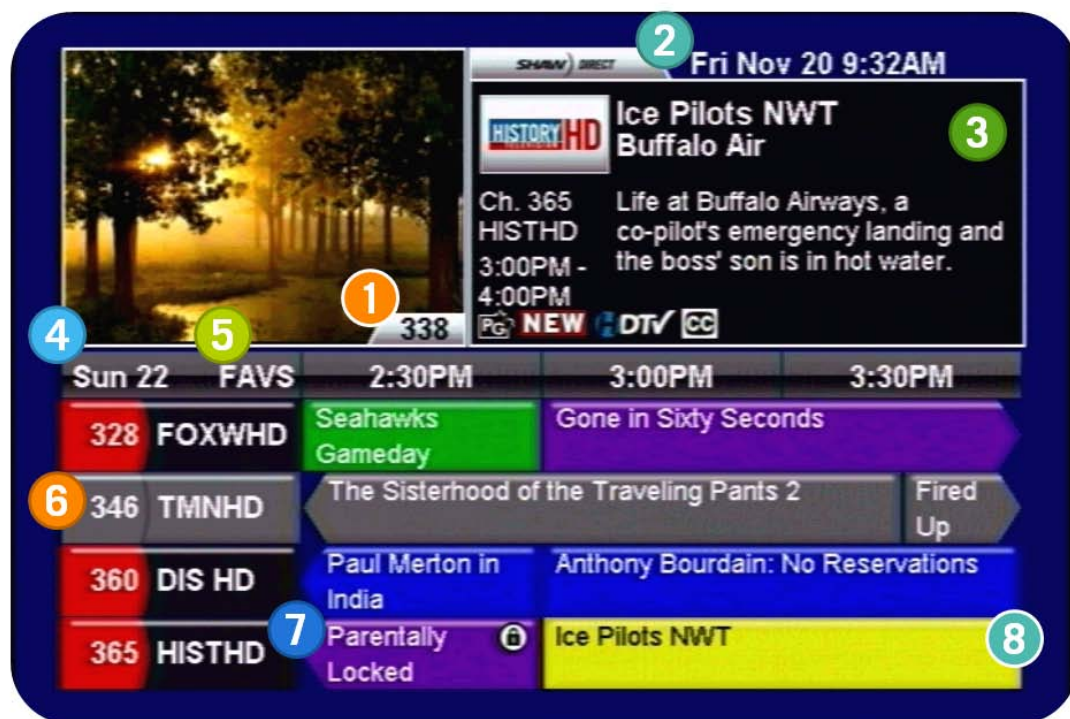 2
SHAW) DIRECT
Fri Nov 20 9:32AM
HISTORY HD
TELEVISION
Ice Pilots NWT
Buffalo Air
3
Ch. 365
HISTHD
3:00PM -
4:00PM
Life at Buffalo Airways, a
co-pilot's emergency landing and
the boss' son is in hot water.
1
338
PG NEW HDTV CC
4
5
Sun 22 FAVS 2:30PM 3:00PM 3:30PM
328 FOXWHD
Seahawks
Gameday
Gone in Sixty Seconds
6
346 TMNHD
The Sisterhood of the Traveling Pants 2
Fired
Up
360 DIS HD
Paul Merton in
India
Anthony Bourdain: No Reservations
7
365 HISTHD
Parentally
Locked
Ice Pilots NWT
8